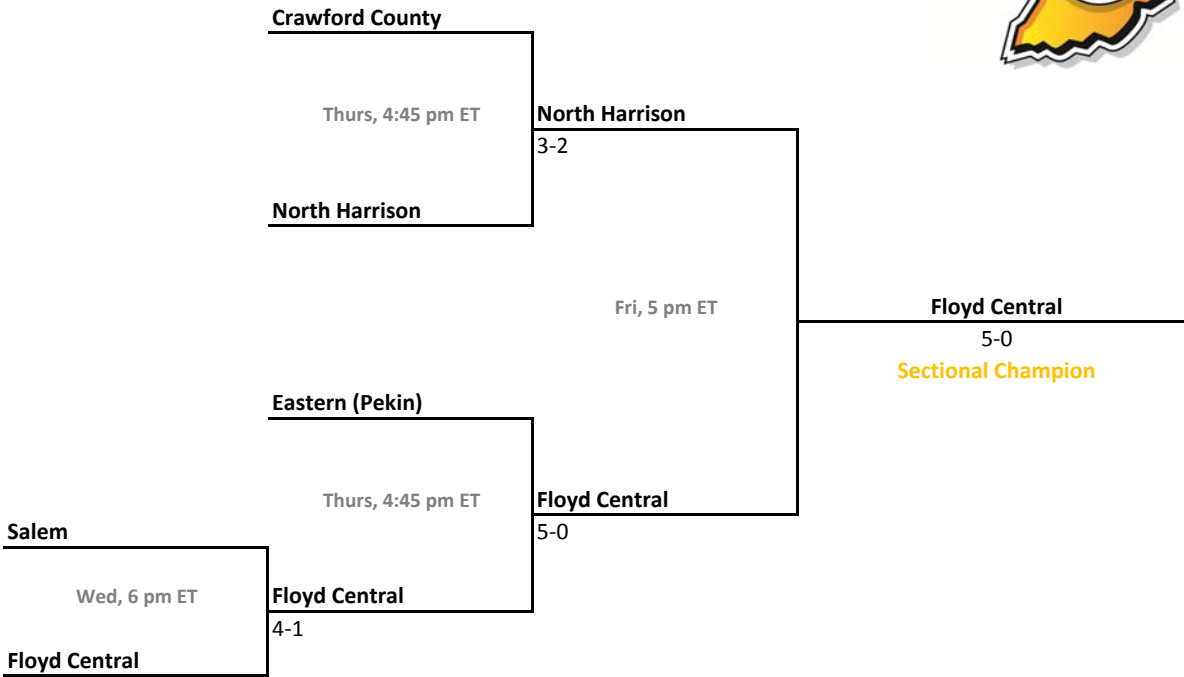 Crawford County
Thurs, 4:45 pm ET
North Harrison
3-2
North Harrison
Fri, 5 pm ET
Floyd Central
5-0
Sectional Champion
Eastern (Pekin)
Thurs, 4:45 pm ET
Floyd Central
5-0
Salem
Wed, 6 pm ET
Floyd Central
4-1
Floyd Central